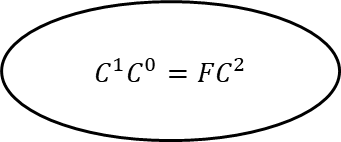 C¹C⁰ = FC²